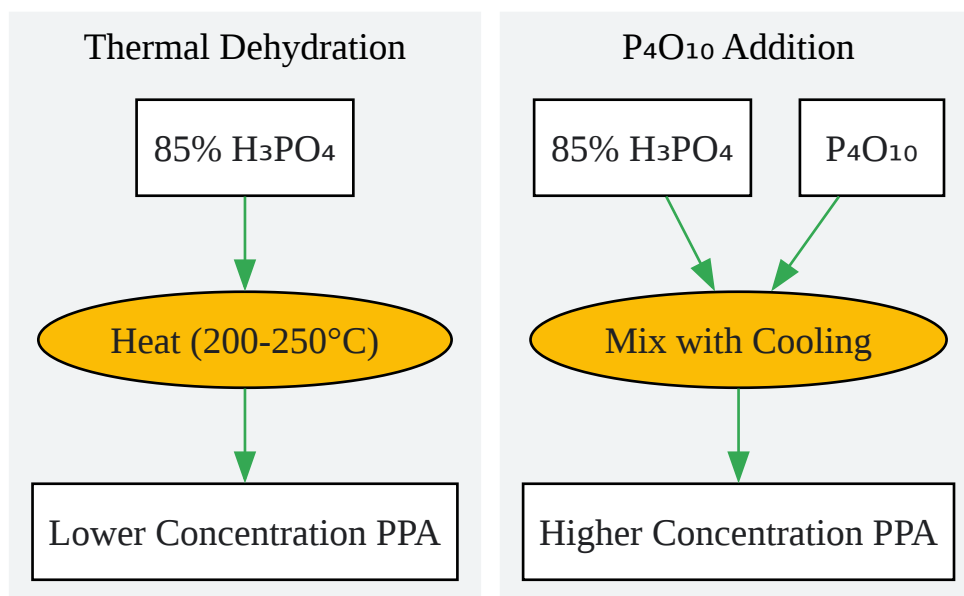 Thermal Dehydration
85% H₃PO₄
Heat (200-250°C)
Lower Concentration PPA
P₄O₁₀ Addition
85% H₃PO₄
P₄O₁₀
Mix with Cooling
Higher Concentration PPA